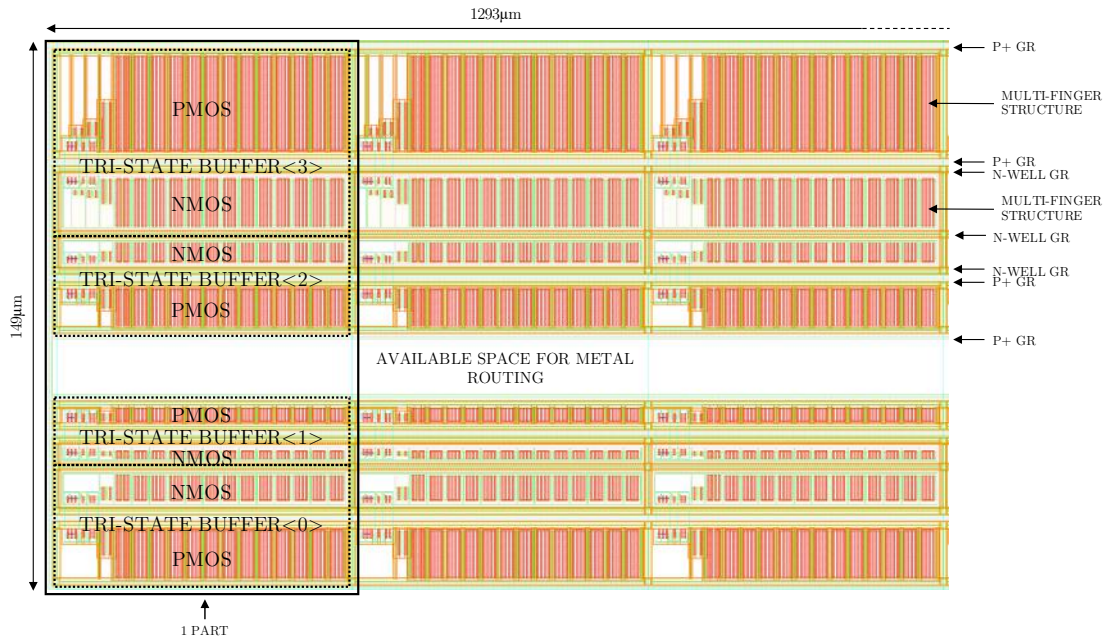 1293µm
P+ GR
MULTI-FINGER
STRUCTURE
PMOS
P+ GR
TRI-STATE BUFFER<3>
N-WELL GR
NMOS
MULTI-FINGER
STRUCTURE
N-WELL GR
NMOS
N-WELL GR
TRI-STATE BUFFER<2>
P+ GR
PMOS
149µm
P+ GR
AVAILABLE SPACE FOR METAL
ROUTING
PMOS
TRI-STATE BUFFER<1>
NMOS
NMOS
TRI-STATE BUFFER<0>
PMOS
1 PART